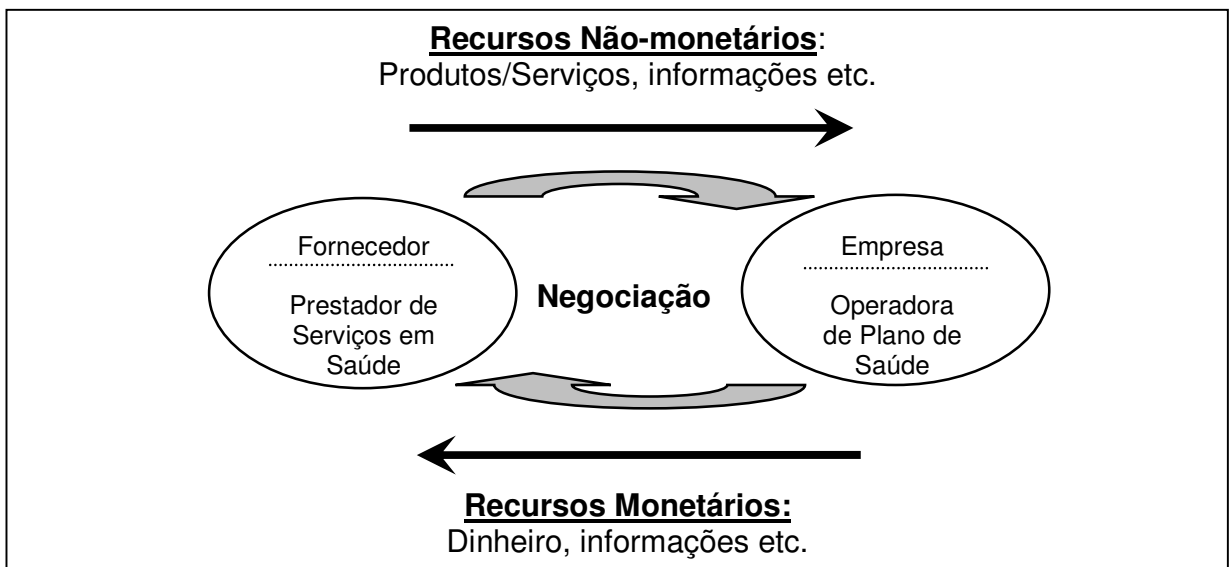 Recursos Não-monetários:
Produtos/Serviços, informações etc.
Fornecedor
Prestador de
Serviços em
Saúde
Negociação
Empresa
Operadora
de Plano de
Saúde
Recursos Monetários:
Dinheiro, informações etc.